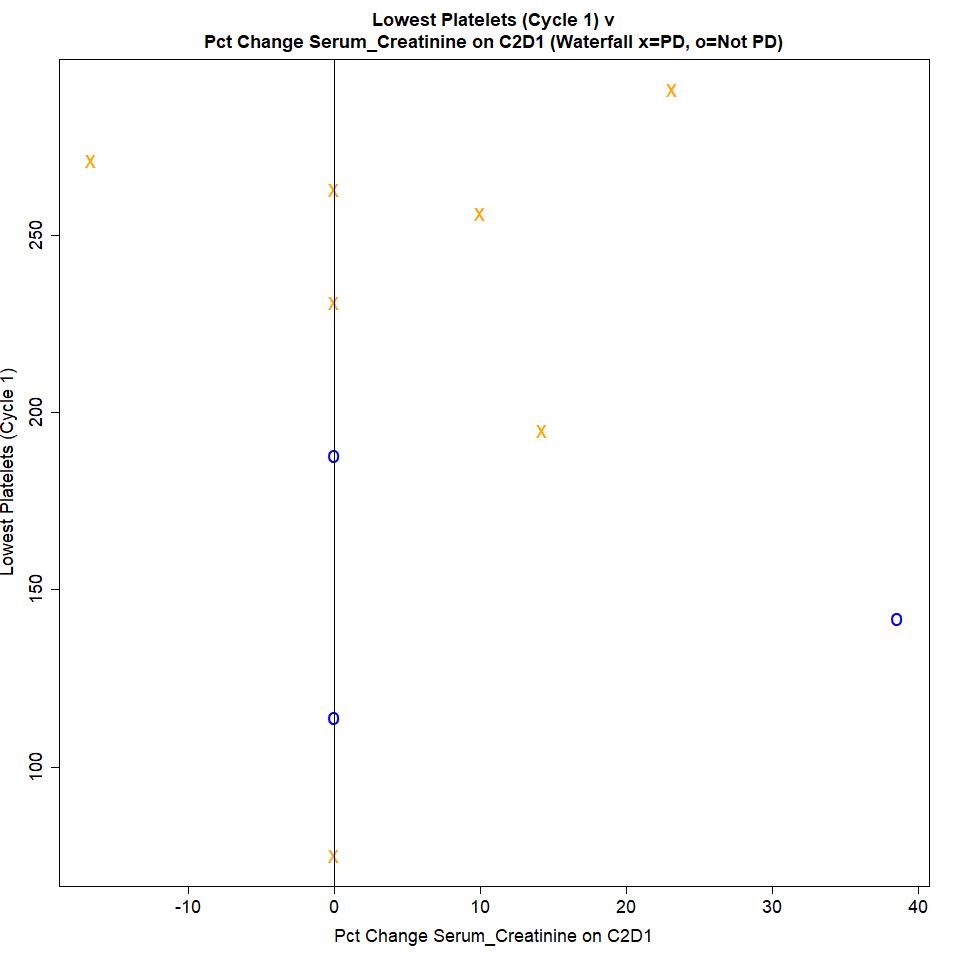 Lowest Platelets (Cycle 1) v
Pct Change Serum_Creatinine on C2D1 (Waterfall x=PD, o=Not PD)
X
X
X
X
250
X
200
X
O
Lowest Platelets (Cycle 1)
150
O
O
100
X
-10 0 10 20 30 40
Pct Change Serum_Creatinine on C2D1